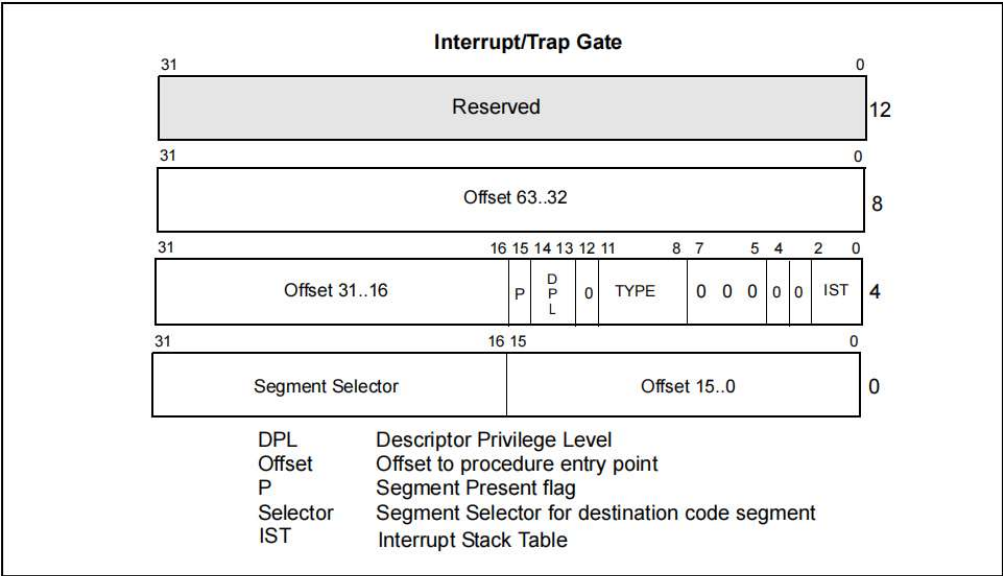 Interrupt/Trap Gate
31 0
Reserved 12
31 0
Offset 63..32 8
31 16 15 14 13 12 11 8 7 5 4 2 0
Offset 31..16 P DPL 0 TYPE 0 0 0 0 0 IST 4
31 16 15 0
Segment Selector Offset 15..0 0
DPL Descriptor Privilege Level
Offset Offset to procedure entry point
P Segment Present flag
Selector Segment Selector for destination code segment
IST Interrupt Stack Table